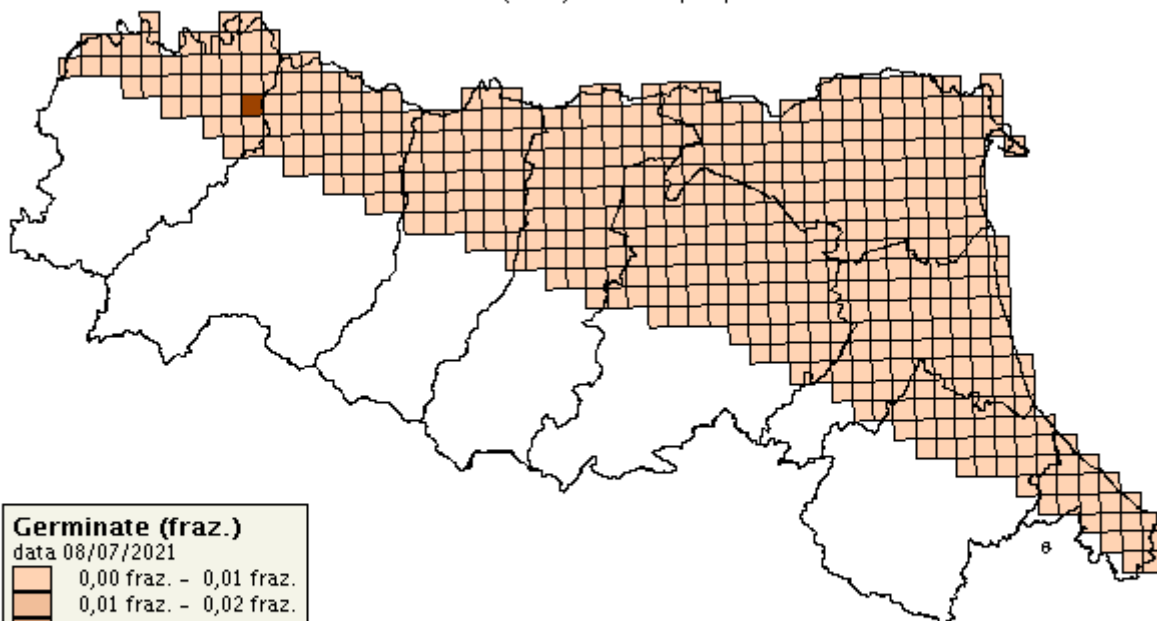 Germinate (fraz.)
data 08/07/2021
0,00 fraz. - 0,01 fraz.
0,01 fraz. - 0,02 fraz.